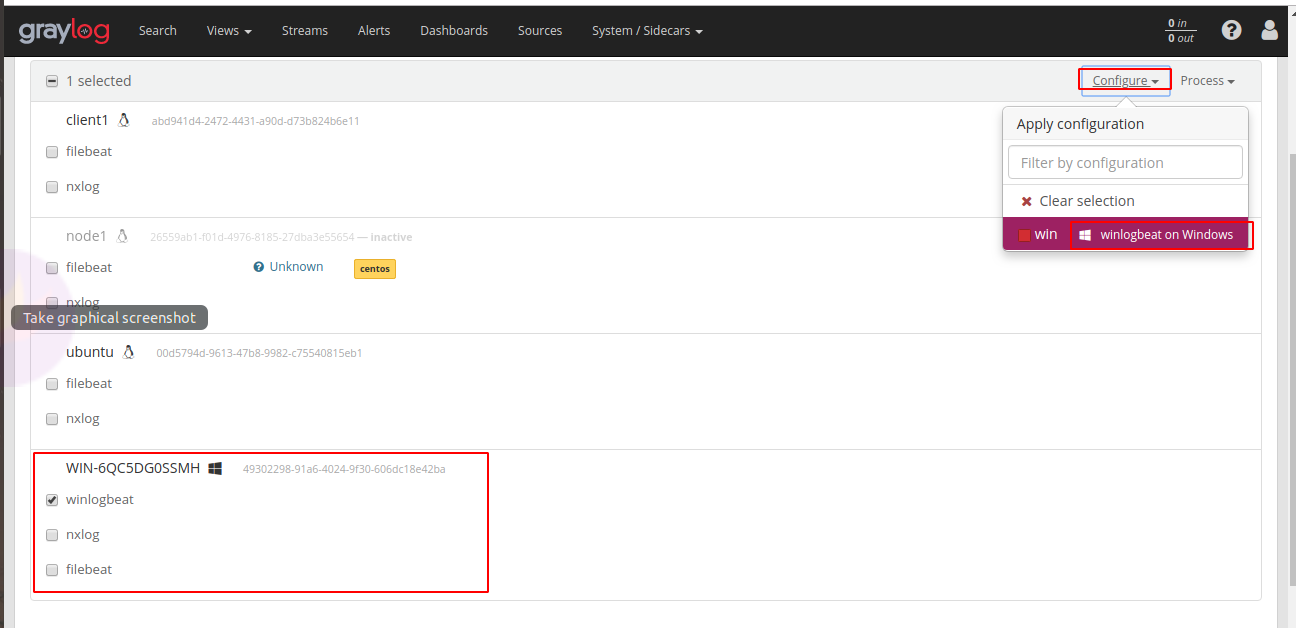 graylog Search Views Streams Alerts Dashboards Sources System / Sidecars 0 in
0 out
1 selected Configure Process
client1 abd941d4-2472-4431-a90d-d73b824b6e11
Apply configuration
filebeat
Filter by configuration
nxlog
Clear selection
node1 26559ab1-f01d-4976-8185-27dba3e55654 — Inactive
win winlogbeat on Windows
filebeat Unknown centos
nxlog
Take graphical screenshot
ubuntu 00d5794d-9613-47b8-9982-c75540815eb1
filebeat
nxlog
WIN-6QC5DG0SSMH 49302298-91a6-4024-9f30-606dc18e42ba
winlogbeat
nxlog
filebeat